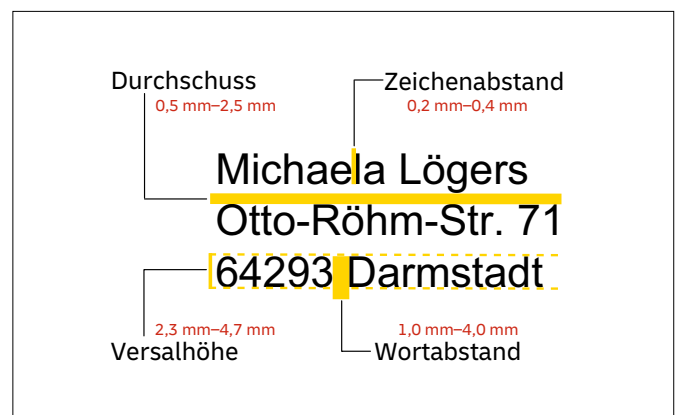 Durchschuss
0,5 mm–2,5 mm
Zeichenabstand
0,2 mm–0,4 mm
Michaela Lögers
Otto-Röhm-Str. 71
64293 Darmstadt
2,3 mm–4,7 mm
Versalhöhe
1,0 mm–4,0 mm
Wortabstand